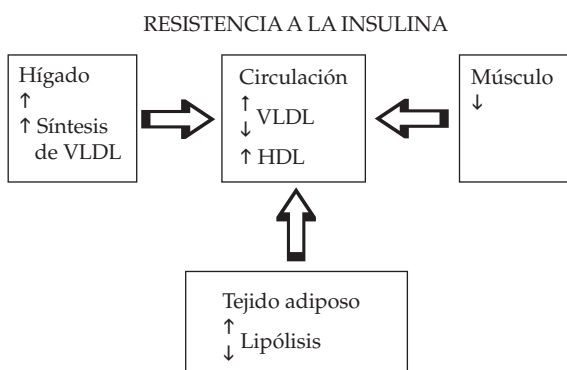 RESISTENCIA A LA INSULINA
Hígado
↑
↑ Síntesis
de VLDL
Circulación
↑
VLDL
↓
↑ HDL
Músculo
↓
Tejido adiposo
↑
Lipólisis
↓